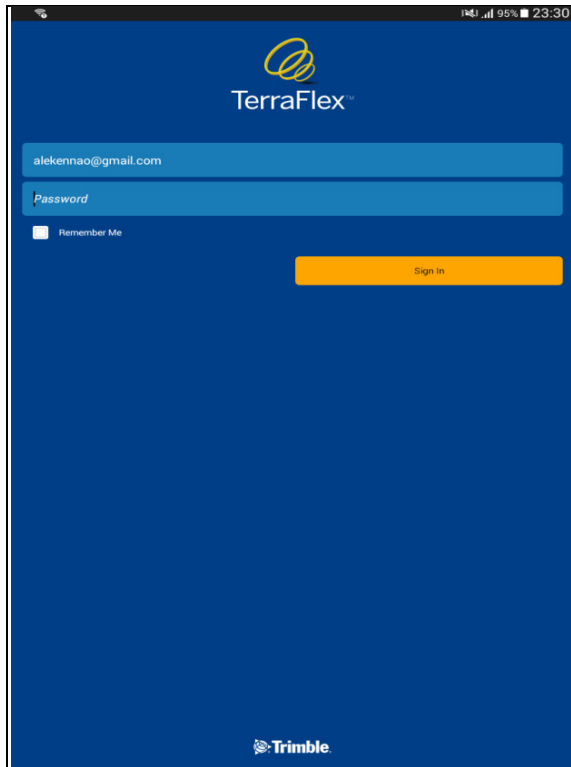 95% 23:30
TerraFlex™
alekennao@gmail.com
Password
Remember Me
Sign In
Trimble.